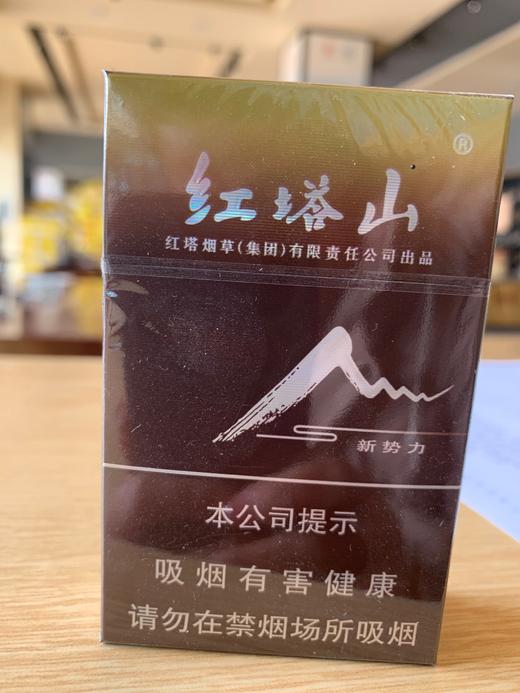 红塔山®
红塔烟草(集团)有限责任公司出品
新势力
本公司提示
吸烟有害健康
请勿在禁烟场所吸烟